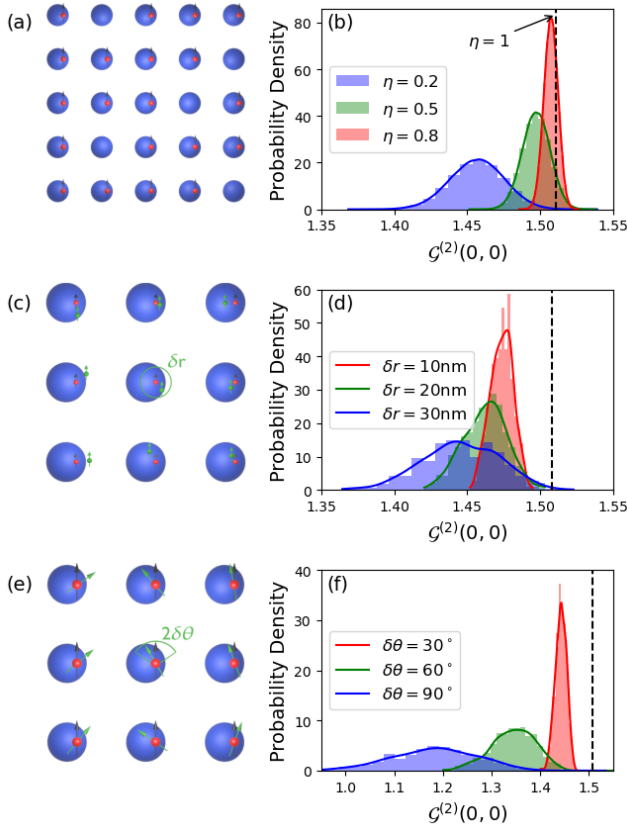 (a)
(b)
Probability Density
80
60
40
20
0
η = 1
η = 0.2
η = 0.5
η = 0.8
1.35
1.40
1.45
1.50
1.55
𝒢⁽²⁾(0, 0)
(c)
δr
(d)
Probability Density
60
50
40
30
20
10
0
δr = 10nm
δr = 20nm
δr = 30nm
1.35
1.40
1.45
1.50
1.55
𝒢⁽²⁾(0, 0)
(e)
2δθ
(f)
Probability Density
40
30
20
10
0
δθ = 30°
δθ = 60°
δθ = 90°
1.0
1.1
1.2
1.3
1.4
1.5
𝒢⁽²⁾(0, 0)